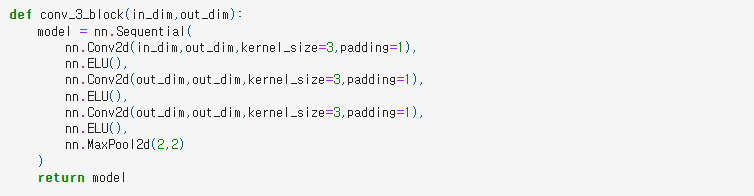 def conv_3_block(in_dim,out_dim):
    model = nn.Sequential(
        nn.Conv2d(in_dim,out_dim,kernel_size=3,padding=1),
        nn.ELU(),
        nn.Conv2d(out_dim,out_dim,kernel_size=3,padding=1),
        nn.ELU(),
        nn.Conv2d(out_dim,out_dim,kernel_size=3,padding=1),
        nn.ELU(),
        nn.MaxPool2d(2,2)
    )
    return model